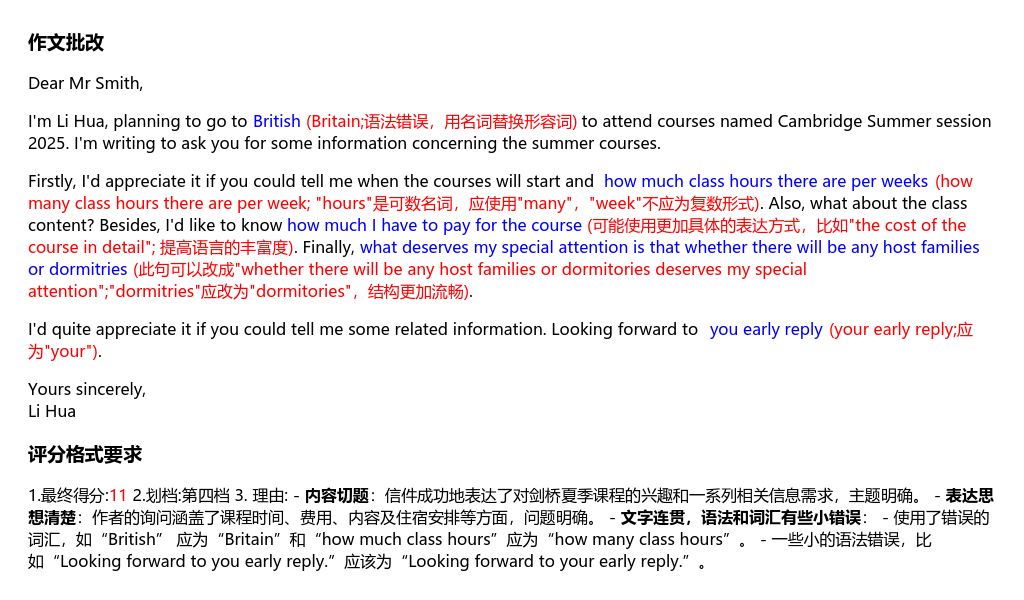 作文批改
Dear Mr Smith,
I'm Li Hua, planning to go to British (Britain;语法错误，用名词替换形容词) to attend courses named Cambridge Summer session
2025. I'm writing to ask you for some information concerning the summer courses.
Firstly, I'd appreciate it if you could tell me when the courses will start and how much class hours there are per weeks (how
many class hours there are per week; "hours"是可数名词，应使用"many"，"week"不应为复数形式). Also, what about the class
content? Besides, I'd like to know how much I have to pay for the course (可能使用更加具体的表达方式，比如"the cost of the
course in detail"; 提高语言的丰富度). Finally, what deserves my special attention is that whether there will be any host families
or dormitries (此句可以改成"whether there will be any host families or dormitories deserves my special
attention";"dormitries"应改为"dormitories"，结构更加流畅).
I'd quite appreciate it if you could tell me some related information. Looking forward to you early reply (your early reply;应
为"your").
Yours sincerely,
Li Hua
评分格式要求
1.最终得分:11 2.划档:第四档 3. 理由: - 内容切题：信件成功地表达了对剑桥夏季课程的兴趣和一系列相关信息需求，主题明确。 - 表达思
想清楚：作者的询问涵盖了课程时间、费用、内容及住宿安排等方面，问题明确。 - 文字连贯，语法和词汇有些小错误： - 使用了错误的
词汇，如“British” 应为“Britain”和“how much class hours”应为“how many class hours”。 - 一些小的语法错误，比
如“Looking forward to you early reply.”应该为“Looking forward to your early reply.”。